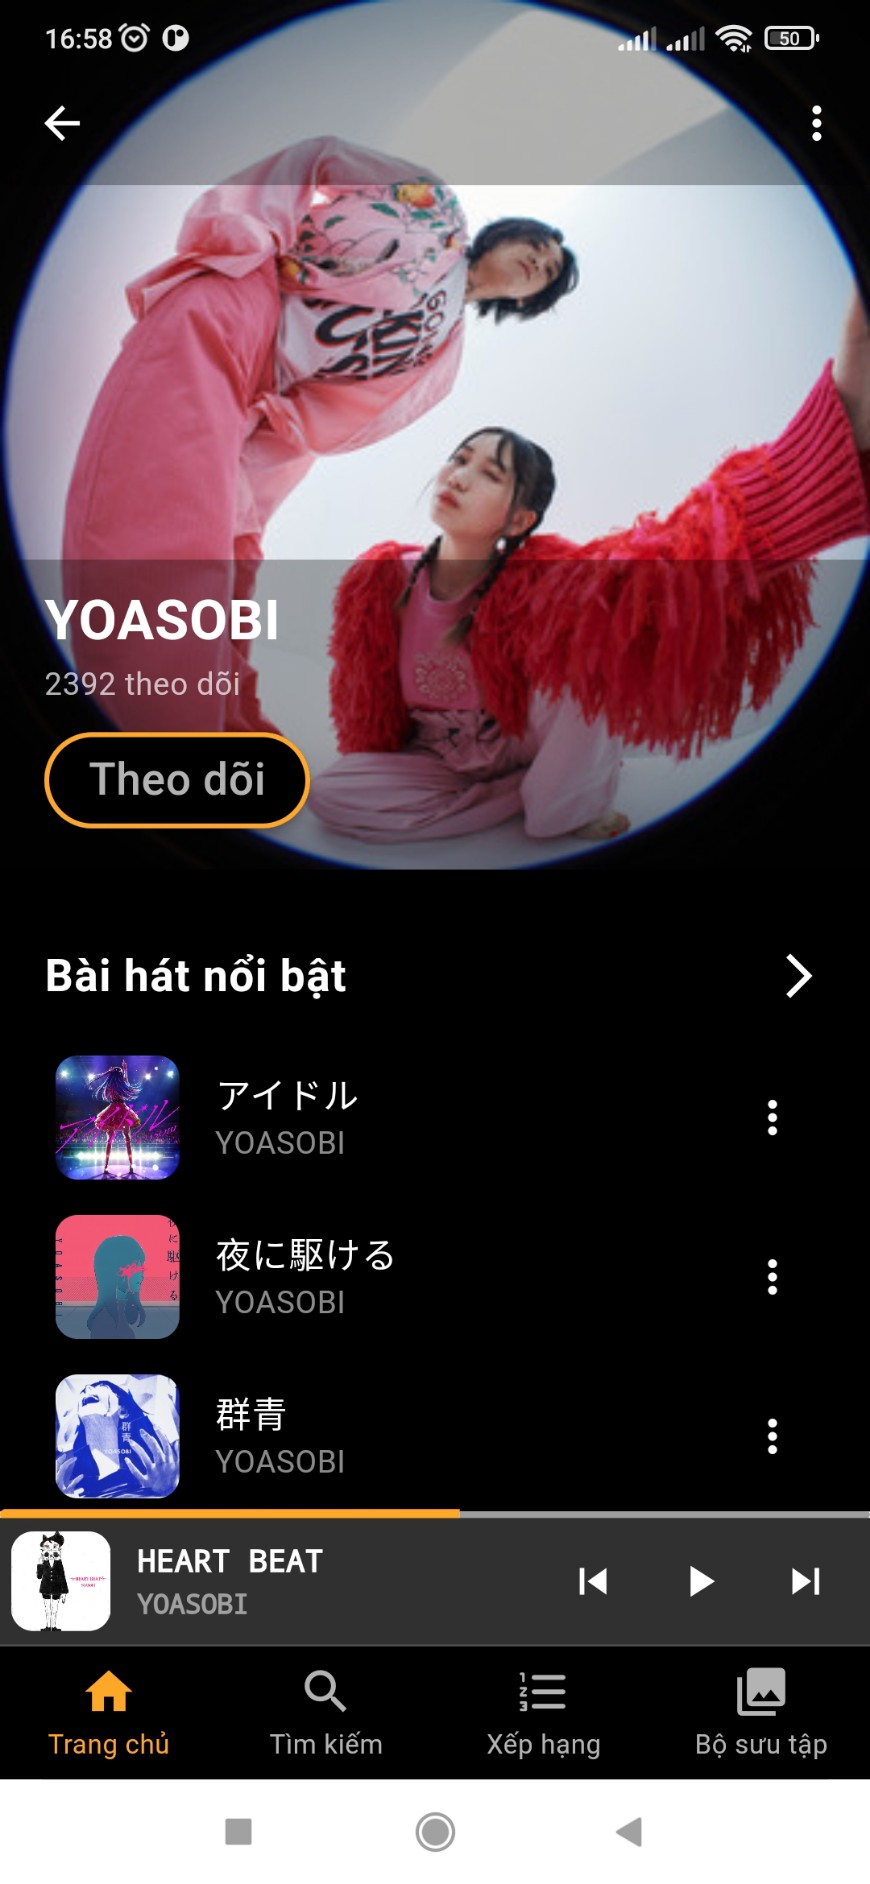 16:58
50
YOASOBI
2392 theo dõi
Theo dõi
Bài hát nổi bật
アイドル
YOASOBI
夜に駆ける
YOASOBI
群青
YOASOBI
HEART BEAT
YOASOBI
Trang chủ
Tìm kiếm
Xếp hạng
Bộ sưu tập